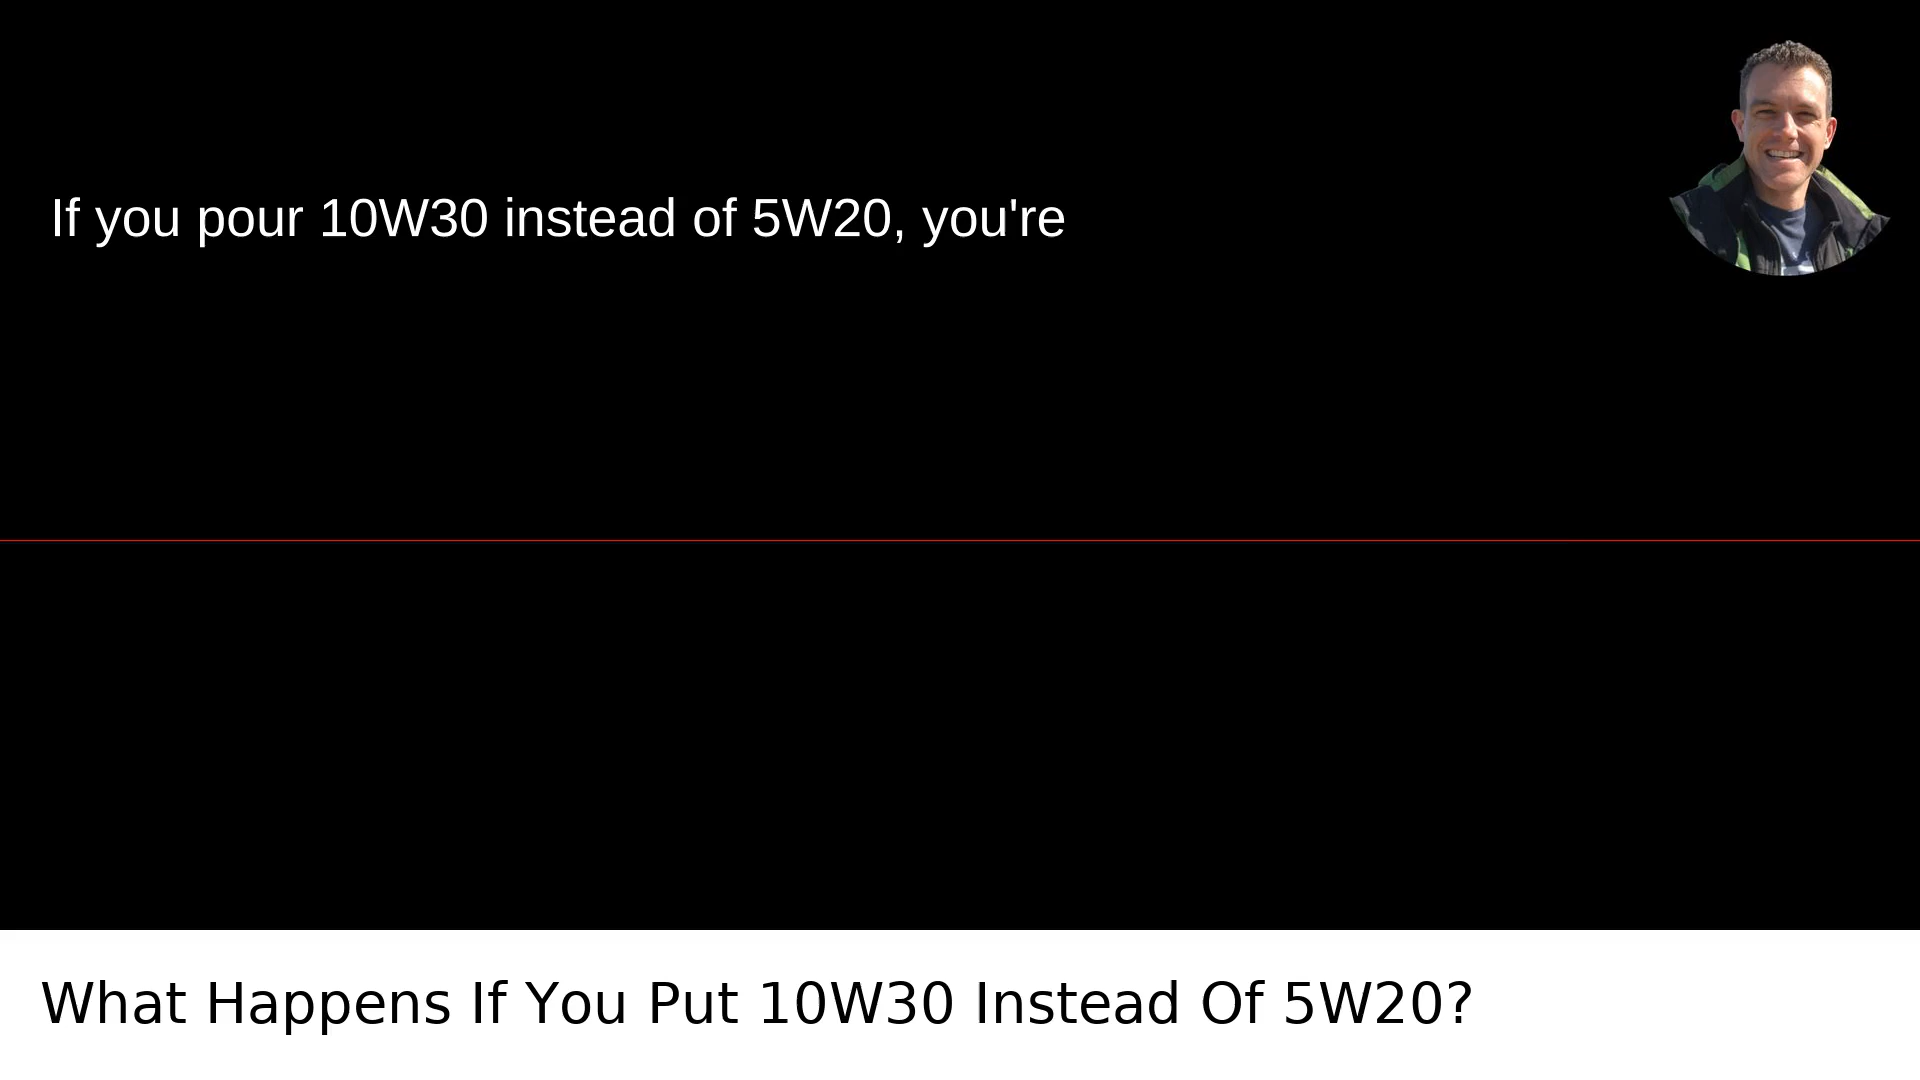 If you pour 10W30 instead of 5W20, you're
What Happens If You Put 10W30 Instead Of 5W20?